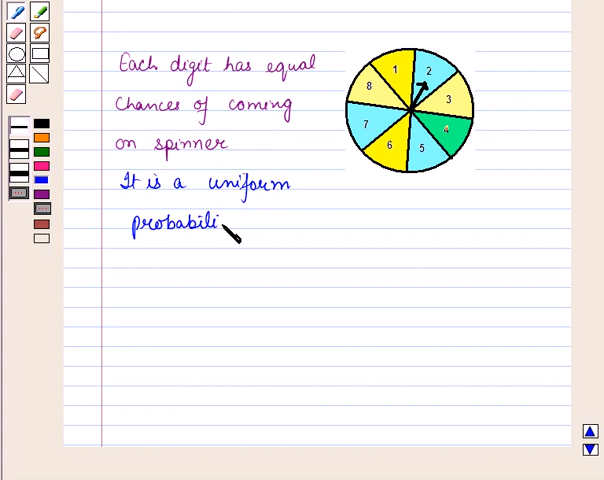 Each digit has equal
Chances of coming
on spinner
It is a uniform
probabili
1
2
3
4
5
6
7
8